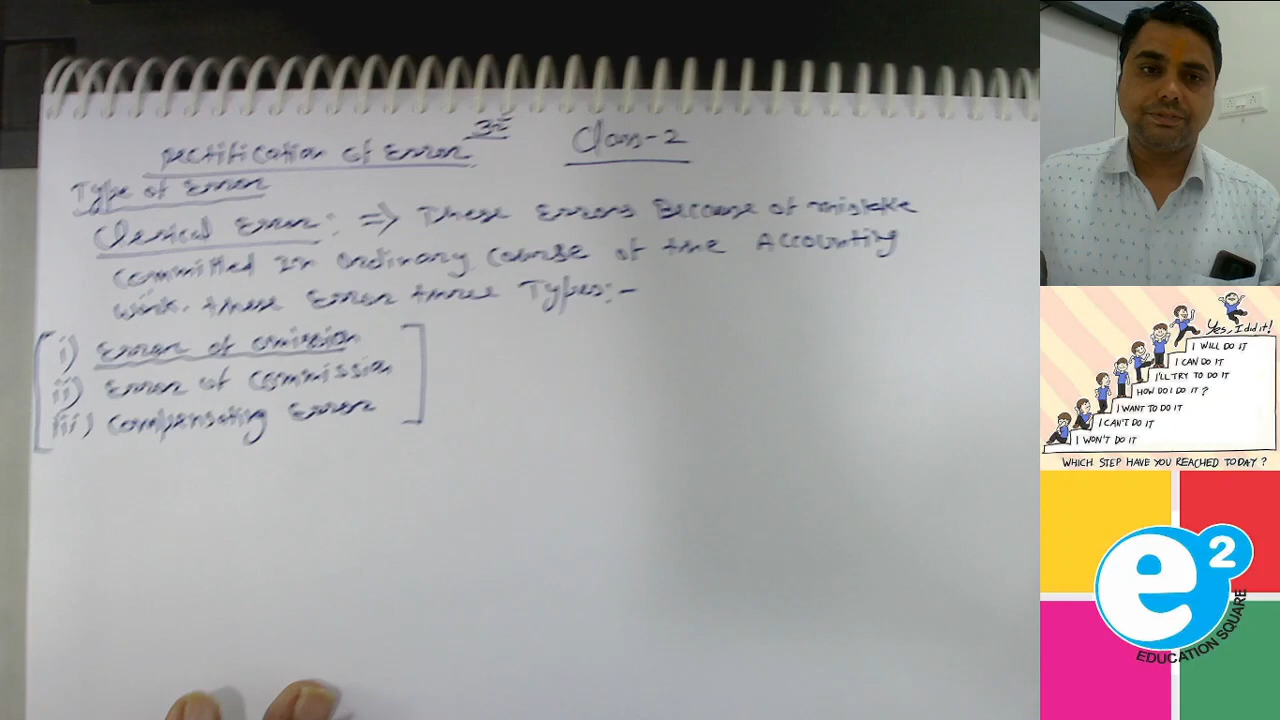 Rectification of Error
Class-2
Type of Error
Clerical Error: => These Errors Because of mistake
committed in ordinary course of the Accounting
work. these Error three Types:-
i) Error of omission
ii) Error of commission
iii) Compensating Error
Yes, I did it!
I WILL DO IT
I CAN DO IT
I'LL TRY TO DO IT
HOW DO I DO IT?
I WANT TO DO IT
I CAN'T DO IT
I WON'T DO IT
WHICH STEP HAVE YOU REACHED TODAY?
e2
EDUCATION SQUARE